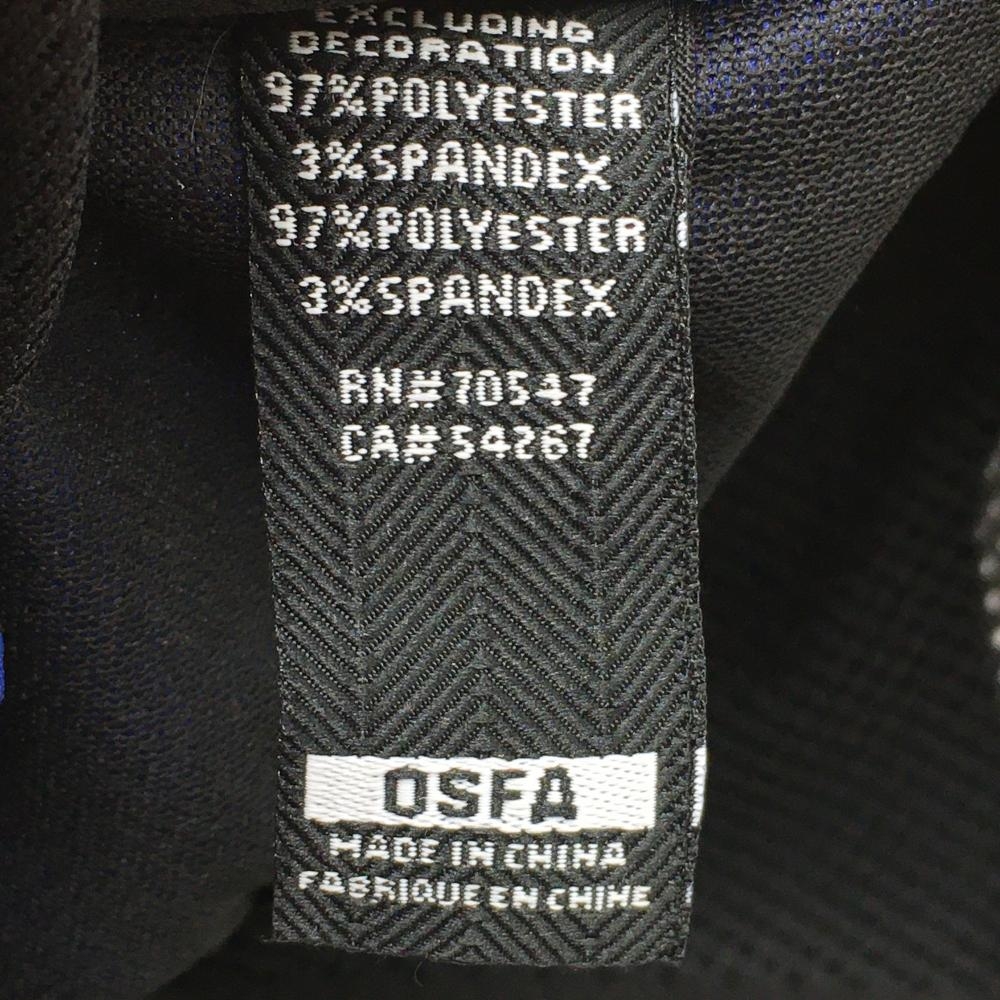 EXCLUDING
DECORATION
97%POLYESTER
3%SPANDEX
97%POLYESTER
3%SPANDEX
RN#70547
CA#54267
OSFA
MADE IN CHINA
FABRIQUE EN CHINE